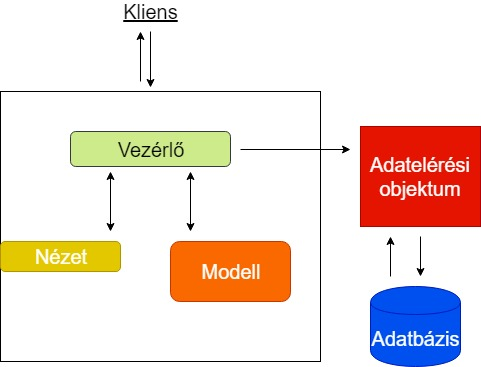 Kliens
Vezérlő
Adatelérési
objektum
Nézet
Modell
Adatbázis